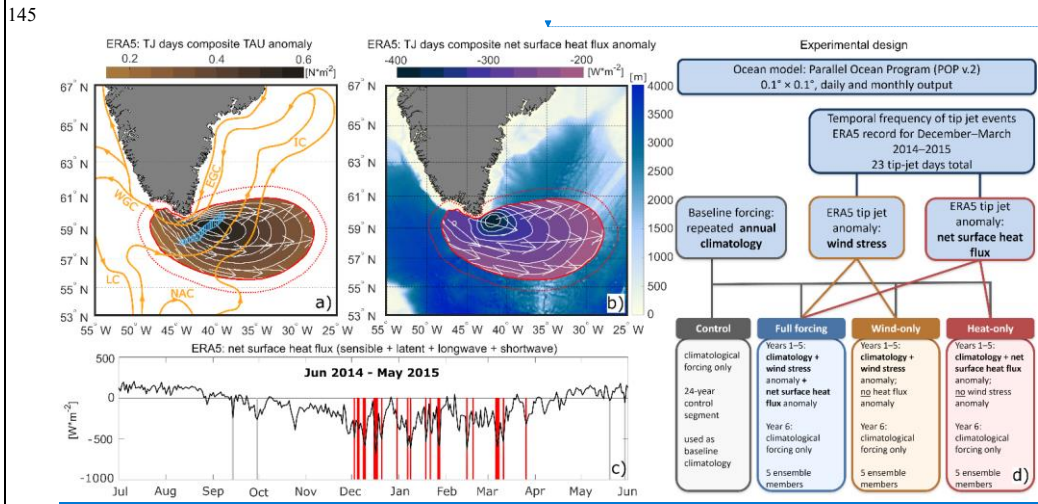 145
ERA5: TJ days composite TAU anomaly
0.2 0.4 0.6
[N*m⁻²]
67° N
65° N
63° N
61° N
59° N
57° N
55° N
53° N
55° W 50° W 45° W 40° W 35° W 30° W 25° W
IC
EGC
WGC
LC
NAC
a)
ERA5: TJ days composite net surface heat flux anomaly
-400 -300 -200
[W*m⁻²]
[m]
67° N
65° N
63° N
61° N
59° N
57° N
55° N
53° N
55° W 50° W 45° W 40° W 35° W 30° W 25° W
4000
3500
3000
2500
2000
1500
1000
500
0
b)
ERA5: net surface heat flux (sensible + latent + longwave + shortwave)
Jun 2014 - May 2015
[W*m⁻²]
500
0
-500
-1000
Jul Aug Sep Oct Nov Dec Jan Feb Mar Apr May Jun
c)
Experimental design
Ocean model: Parallel Ocean Program (POP v.2)
0.1° × 0.1°, daily and monthly output
Temporal frequency of tip jet events
ERA5 record for December–March
2014–2015
23 tip-jet days total
Baseline forcing:
repeated annual
climatology
ERA5 tip jet
anomaly:
wind stress
ERA5 tip jet
anomaly:
net surface heat
flux
Control
climatological
forcing only
24-year
control
segment
used as
baseline
climatology
Full forcing
Years 1–5:
climatology +
wind stress
anomaly +
net surface heat
flux anomaly
Year 6:
climatological
forcing only
5 ensemble
members
Wind-only
Years 1–5:
climatology +
wind stress
anomaly;
no heat flux
anomaly
Year 6:
climatological
forcing only
5 ensemble
members
Heat-only
Years 1–5:
climatology + net
surface heat flux
anomaly;
no wind stress
anomaly
Year 6:
climatological
forcing only
5 ensemble
members
d)